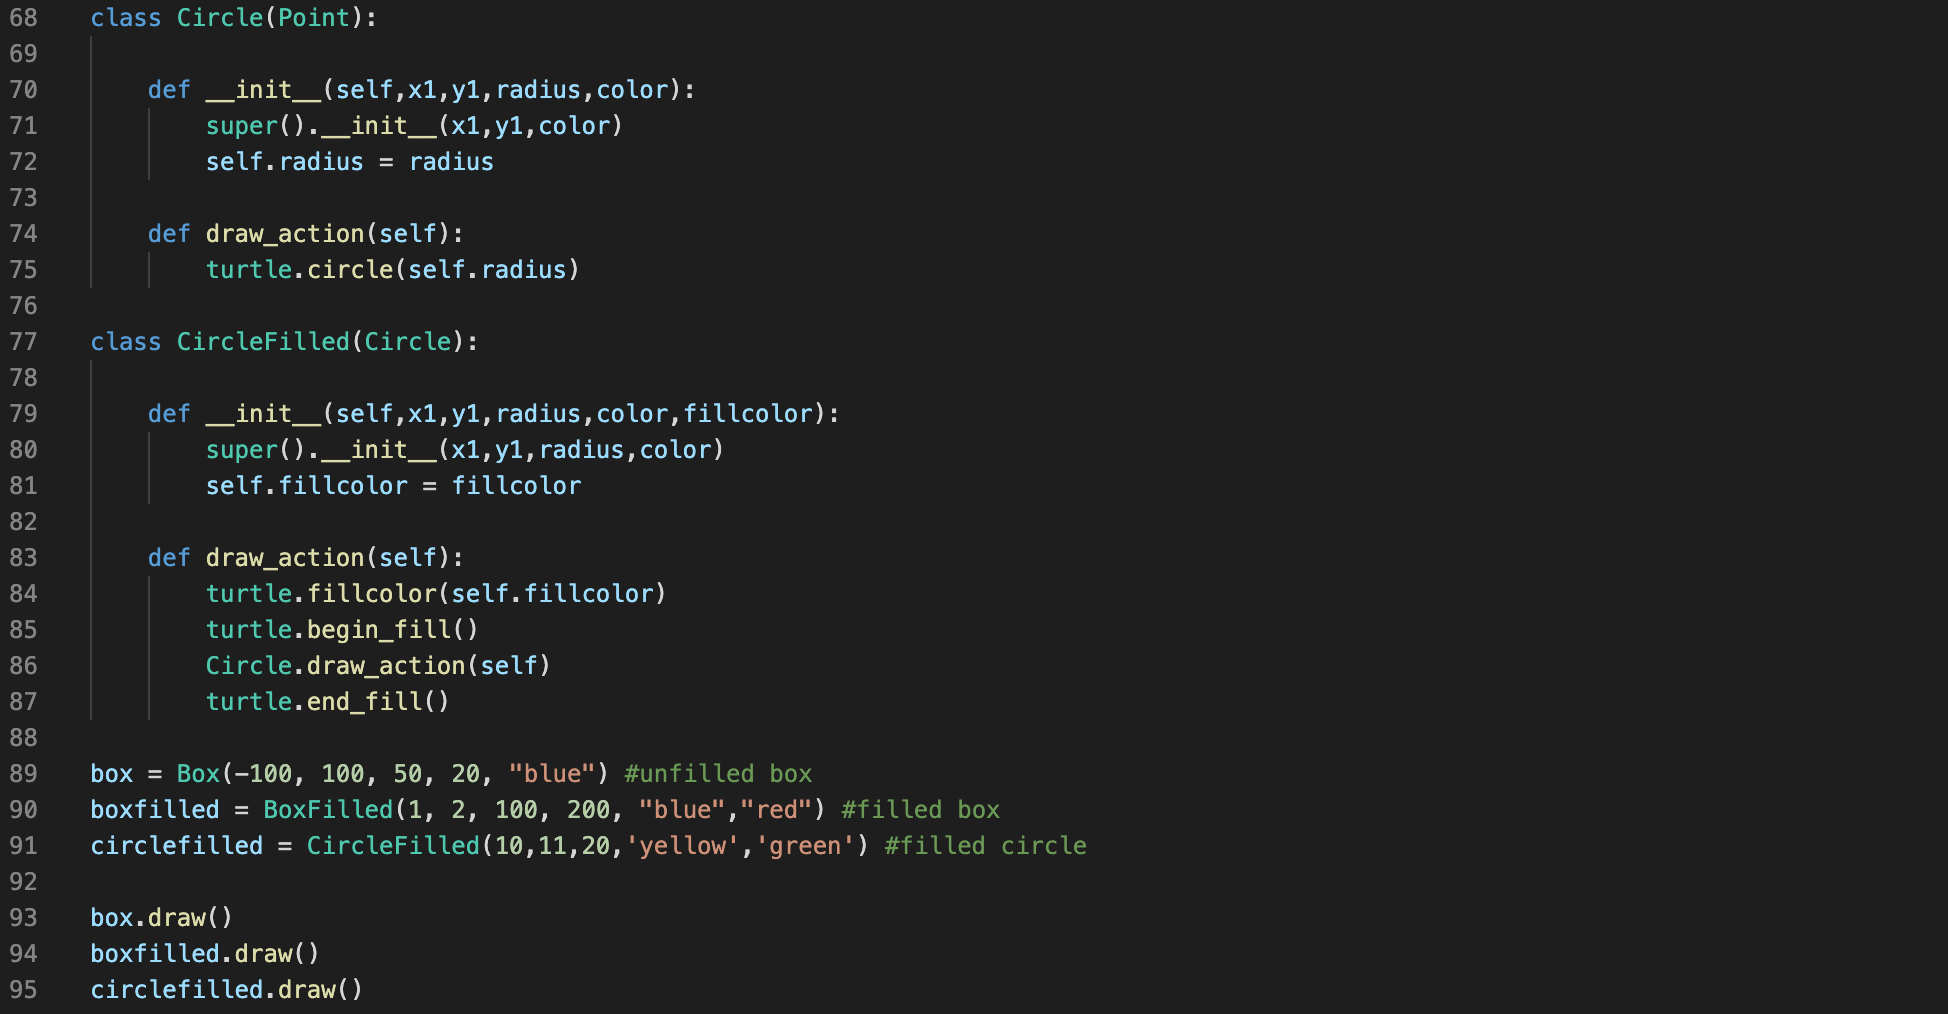 68 class Circle(Point):
69
70     def __init__(self,x1,y1,radius,color):
71         super().__init__(x1,y1,color)
72         self.radius = radius
73
74     def draw_action(self):
75         turtle.circle(self.radius)
76
77 class CircleFilled(Circle):
78
79     def __init__(self,x1,y1,radius,color,fillcolor):
80         super().__init__(x1,y1,radius,color)
81         self.fillcolor = fillcolor
82
83     def draw_action(self):
84         turtle.fillcolor(self.fillcolor)
85         turtle.begin_fill()
86         Circle.draw_action(self)
87         turtle.end_fill()
88
89 box = Box(-100, 100, 50, 20, "blue") #unfilled box
90 boxfilled = BoxFilled(1, 2, 100, 200, "blue","red") #filled box
91 circlefilled = CircleFilled(10,11,20,'yellow','green') #filled circle
92
93 box.draw()
94 boxfilled.draw()
95 circlefilled.draw()